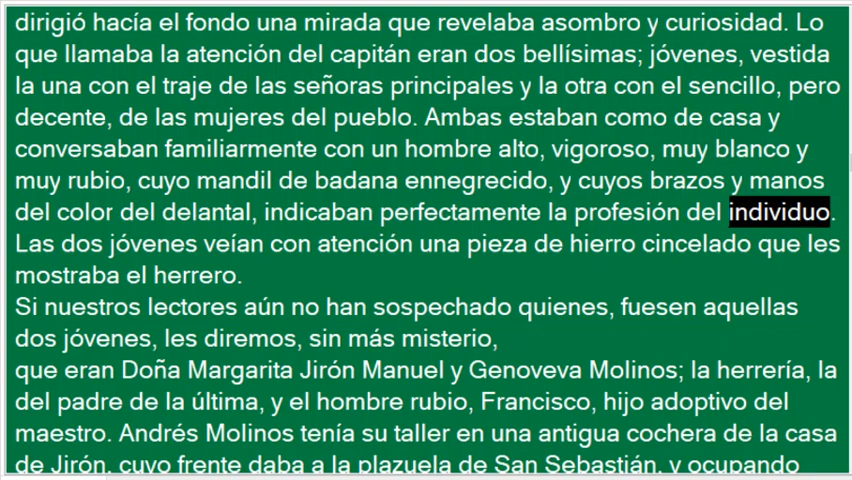 dirigió hacía el fondo una mirada que revelaba asombro y curiosidad. Lo
que llamaba la atención del capitán eran dos bellísimas; jóvenes, vestida
la una con el traje de las señoras principales y la otra con el sencillo, pero
decente, de las mujeres del pueblo. Ambas estaban como de casa y
conversaban familiarmente con un hombre alto, vigoroso, muy blanco y
muy rubio, cuyo mandil de badana ennegrecido, y cuyos brazos y manos
del color del delantal, indicaban perfectamente la profesión del individuo.
Las dos jóvenes veían con atención una pieza de hierro cincelado que les
mostraba el herrero.
Si nuestros lectores aún no han sospechado quienes, fuesen aquellas
dos jóvenes, les diremos, sin más misterio,
que eran Doña Margarita Jirón Manuel y Genoveva Molinos; la herrería, la
del padre de la última, y el hombre rubio, Francisco, hijo adoptivo del
maestro. Andrés Molinos tenía su taller en una antigua cochera de la casa
de Jirón, cuyo frente daba a la plazuela de San Sebastián, y ocupando